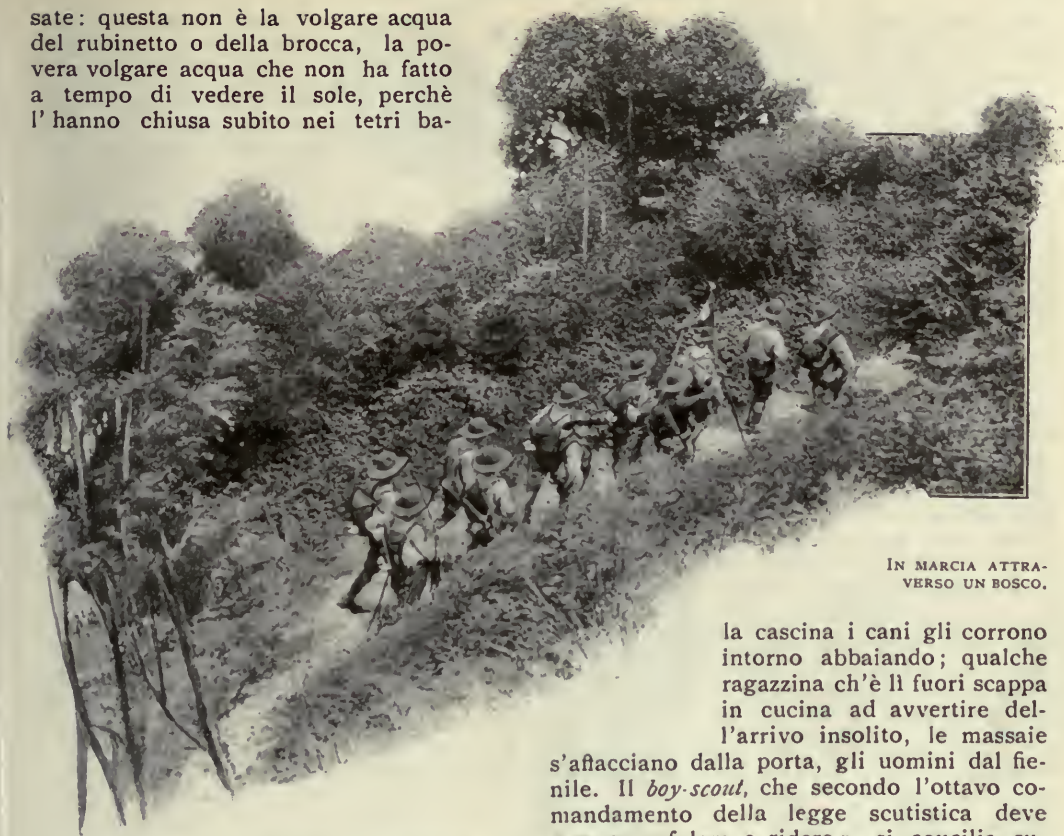 sate: questa non è la volgare acqua
del rubinetto o della brocca, la po-
vera volgare acqua che non ha fatto
a tempo di vedere il sole, perchè
l'hanno chiusa subito nei tetri ba-
IN MARCIA ATTRA-
VERSO UN BOSCO.
la cascina i cani gli corrono
intorno abbaiando; qualche
ragazzina ch'è lì fuori scappa
in cucina ad avvertire del-
l'arrivo insolito, le massaie
s'affacciano dalla porta, gli uomini dal fie-
nile. Il boy-scout, che secondo l'ottavo co-
mandamento della legge scutistica deve
e ridere », si concilia